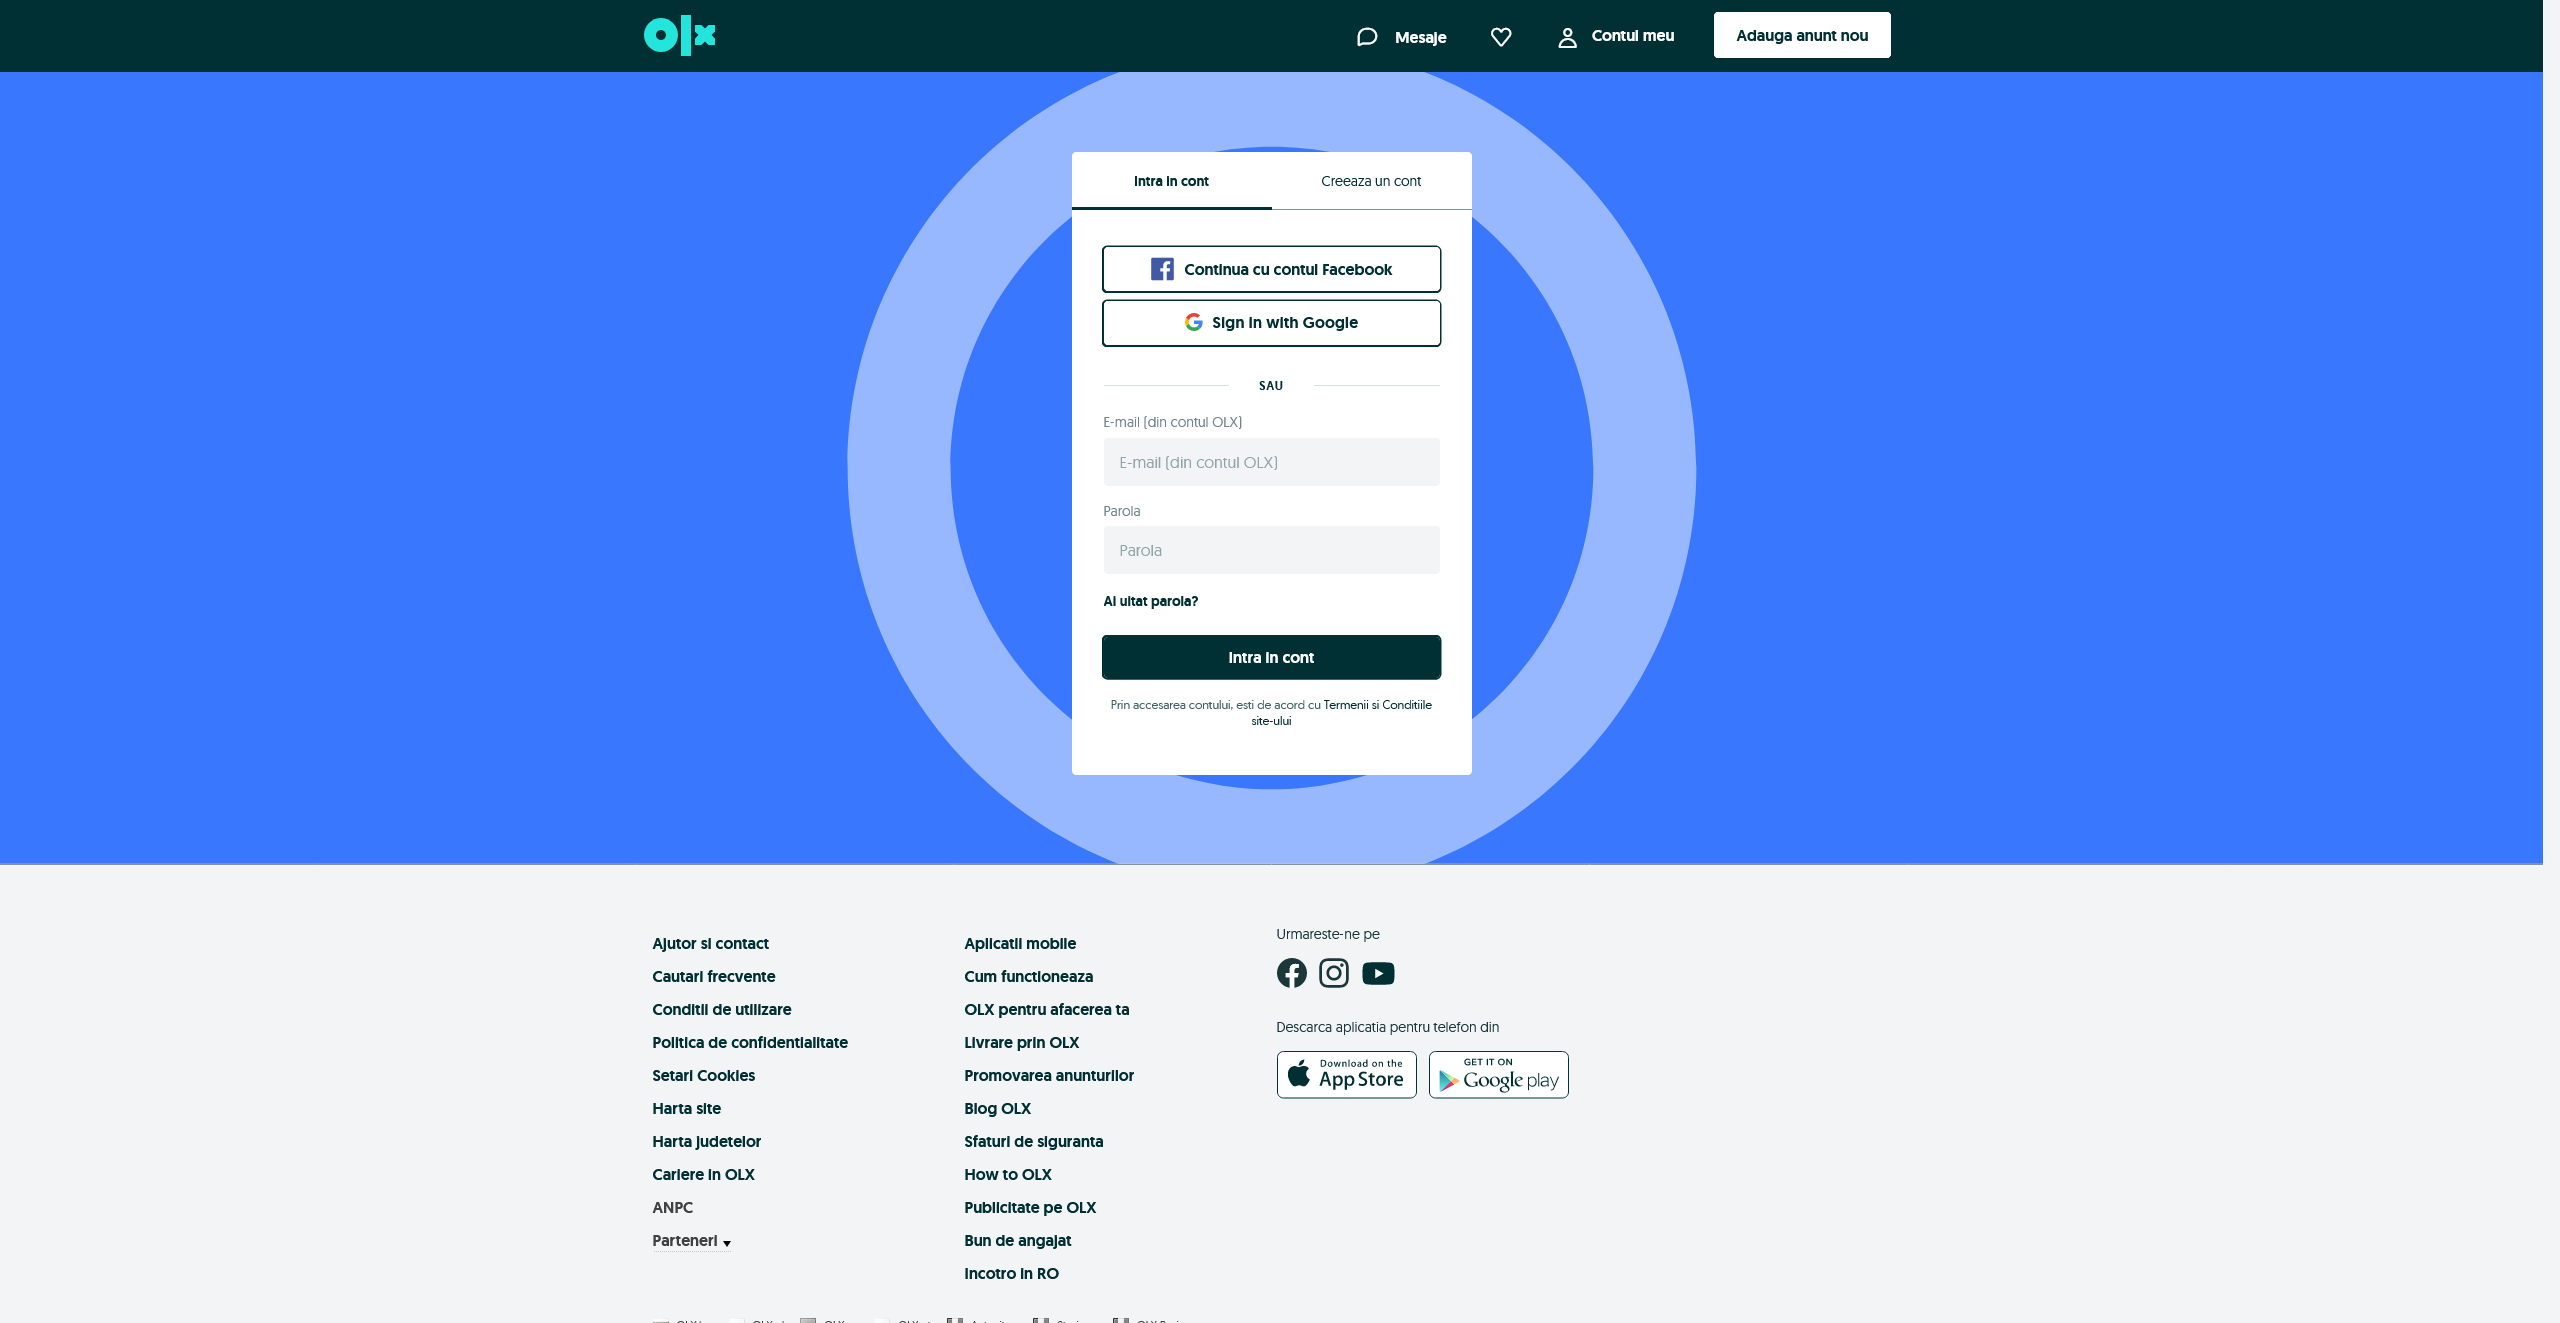 olx
Mesaje
Contul meu
Adauga anunt nou
Intra in cont
Creeaza un cont
Continua cu contul Facebook
Sign in with Google
SAU
E-mail (din contul OLX)
E-mail (din contul OLX)
Parola
Parola
Ai uitat parola?
Intra in cont
Prin accesarea contului, esti de acord cu Termenii si Conditiile
site-ului
Ajutor si contact
Cautari frecvente
Conditii de utilizare
Politica de confidentialitate
Setari Cookies
Harta site
Harta judetelor
Cariere in OLX
ANPC
Parteneri
Aplicatii mobile
Cum functioneaza
OLX pentru afacerea ta
Livrare prin OLX
Promovarea anunturilor
Blog OLX
Sfaturi de siguranta
How to OLX
Publicitate pe OLX
Bun de angajat
Incotro in RO
Urmareste-ne pe
Descarca aplicatia pentru telefon din
Download on the
App Store
GET IT ON
Google play